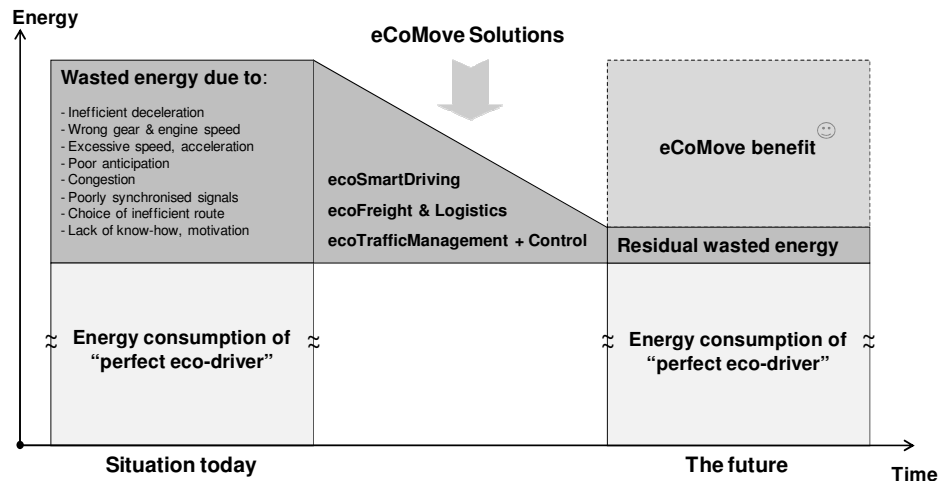 Energy
eCoMove Solutions
Wasted energy due to:
- Inefficient deceleration
- Wrong gear & engine speed
- Excessive speed, acceleration
- Poor anticipation
- Congestion
- Poorly synchronised signals
- Choice of inefficient route
- Lack of know-how, motivation
ecoSmartDriving
ecoFreight & Logistics
ecoTrafficManagement + Control
eCoMove benefit
Residual wasted energy
≈ Energy consumption of ≈
“perfect eco-driver”
≈ Energy consumption of ≈
“perfect eco-driver”
Situation today
The future
Time